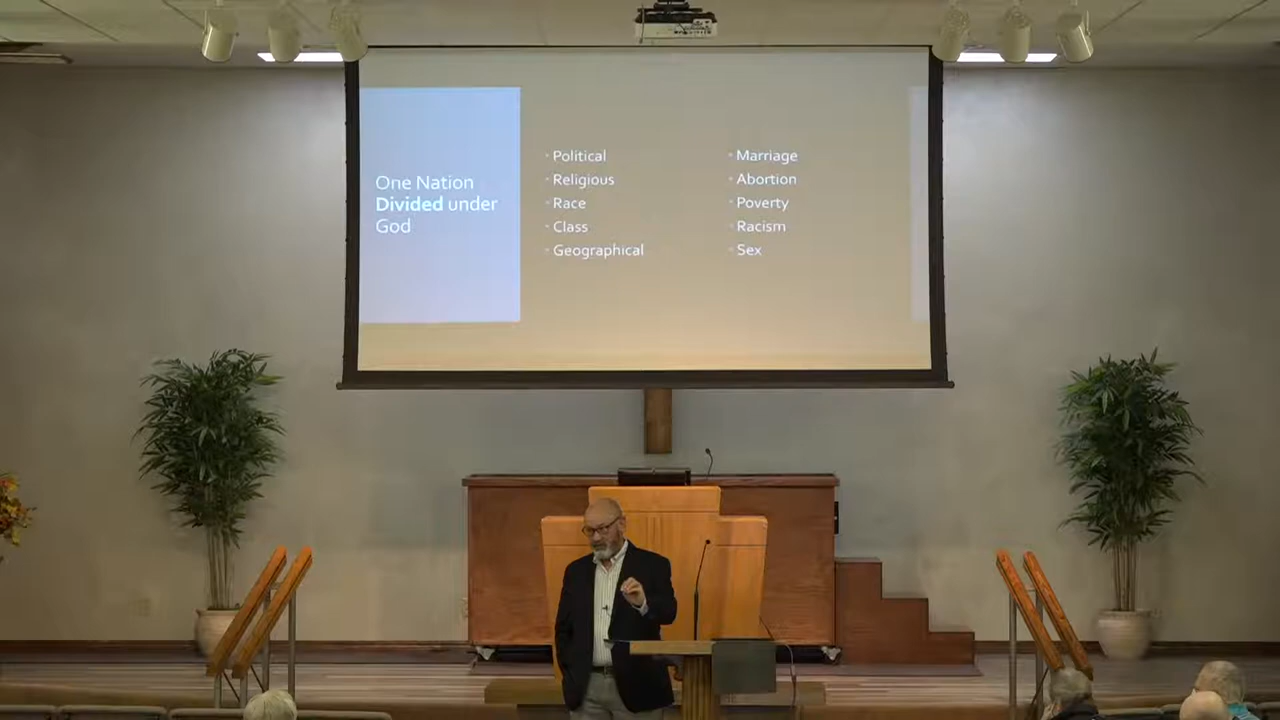 One Nation
Divided under
God
Political
Religious
Race
Class
Geographical
Marriage
Abortion
Poverty
Racism
Sex